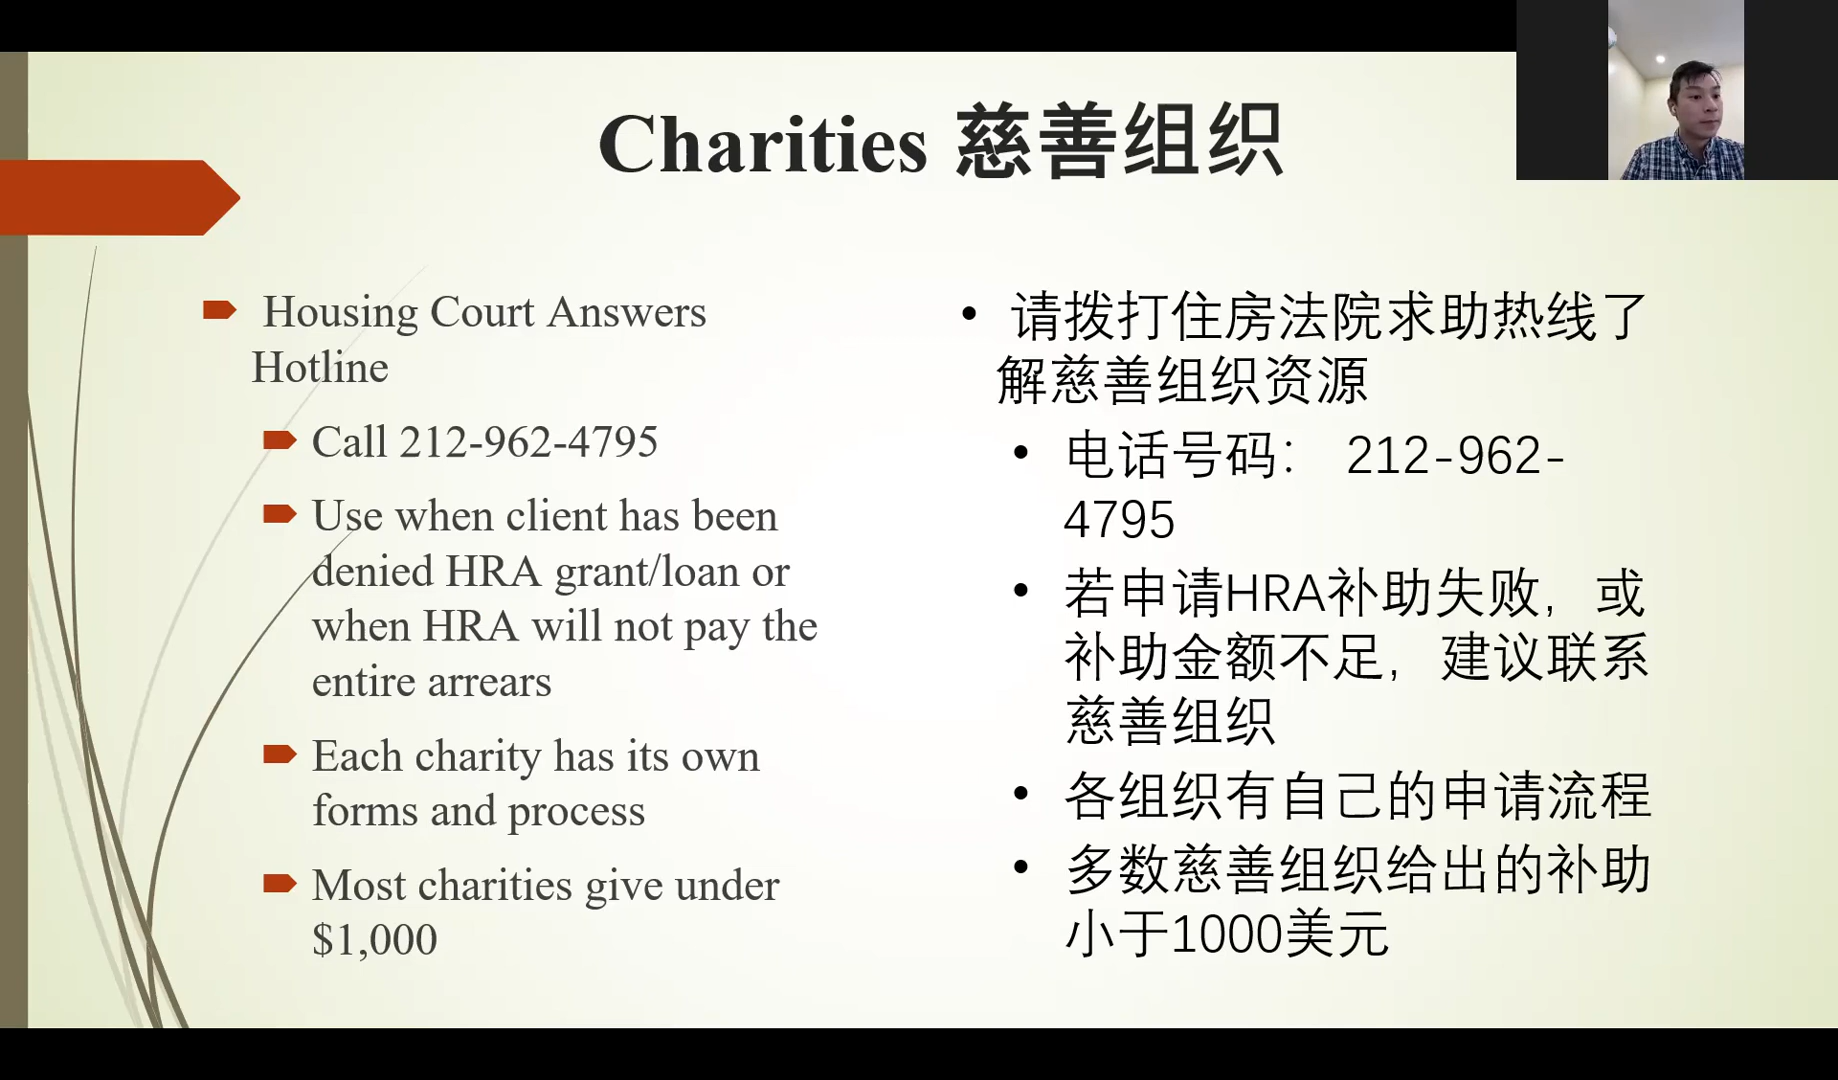 Charities 慈善组织
Housing Court Answers
Hotline
Call 212-962-4795
Use when client has been
denied HRA grant/loan or
when HRA will not pay the
entire arrears
Each charity has its own
forms and process
Most charities give under
$1,000
请拨打住房法院求助热线了
解慈善组织资源
电话号码： 212-962-
4795
若申请HRA补助失败，或
补助金额不足，建议联系
慈善组织
各组织有自己的申请流程
多数慈善组织给出的补助
小于1000美元